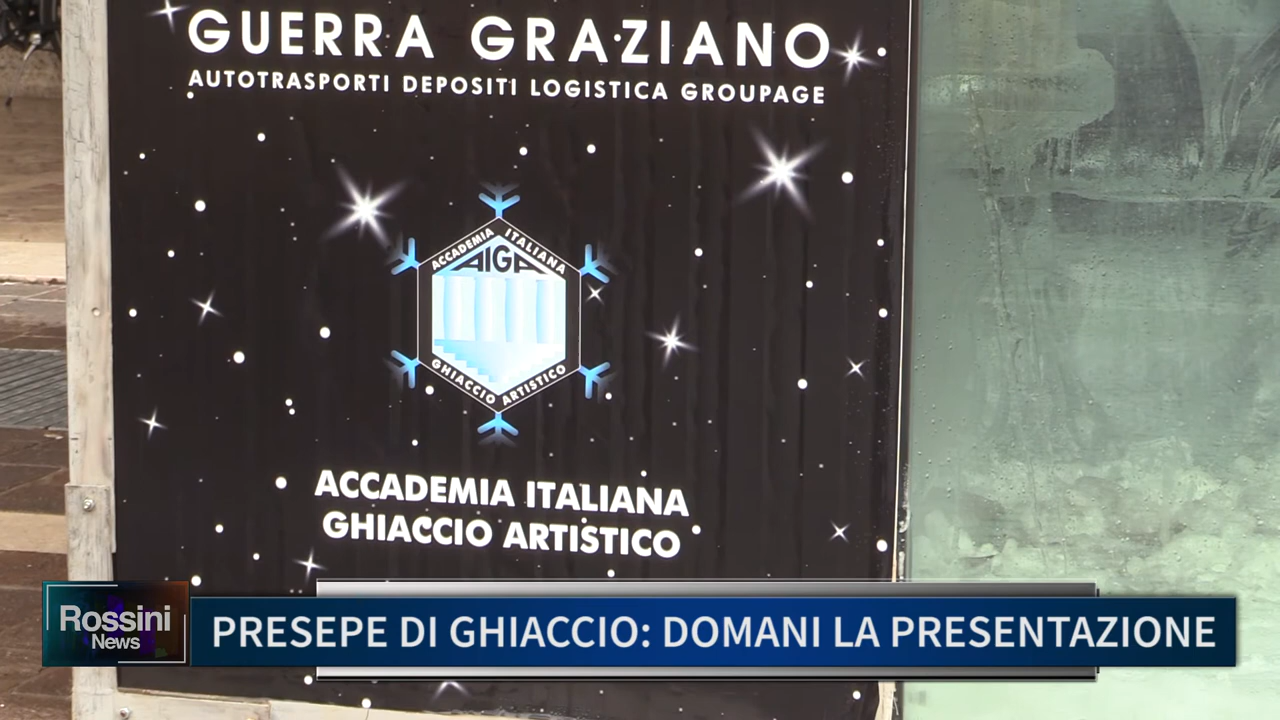 GUERRA GRAZIANO
AUTOTRASPORTI DEPOSITI LOGISTICA GROUPAGE
ACCADEMIA ITALIANA
AIGA
GHIACCIO ARTISTICO
ACCADEMIA ITALIANA
GHIACCIO ARTISTICO
Rossini
News
PRESEPE DI GHIACCIO: DOMANI LA PRESENTAZIONE